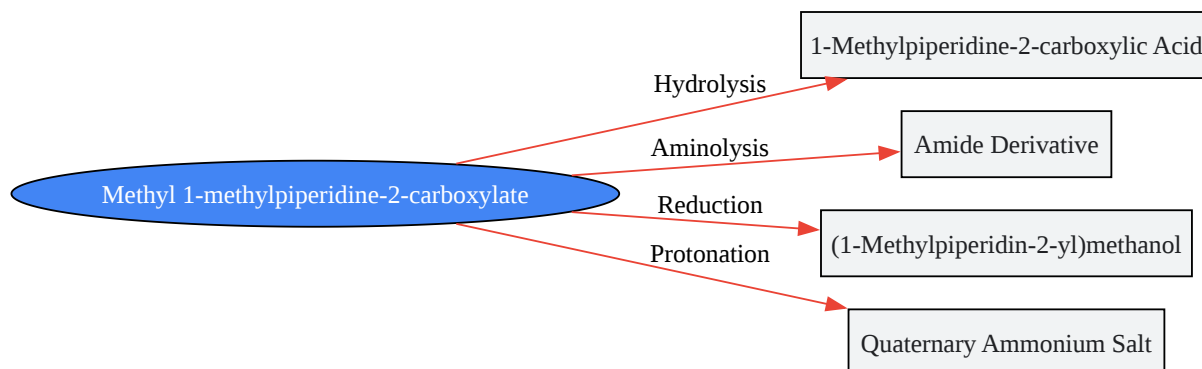 1-Methylpiperidine-2-carboxylic Acid
Hydrolysis
Aminolysis
Amide Derivative
Methyl 1-methylpiperidine-2-carboxylate
Reduction
(1-Methylpiperidin-2-yl)methanol
Protonation
Quaternary Ammonium Salt